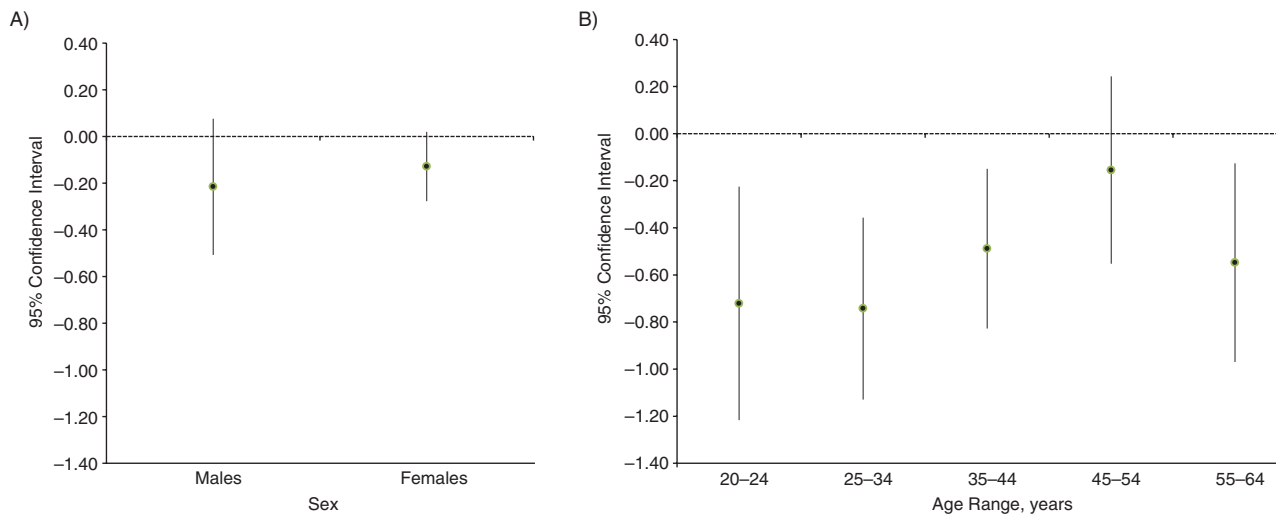 A)
0.40
0.20
0.00
–0.20
–0.40
–0.60
–0.80
–1.00
–1.20
–1.40
95% Confidence Interval
Males Females
Sex
B)
0.40
0.20
0.00
–0.20
–0.40
–0.60
–0.80
–1.00
–1.20
–1.40
95% Confidence Interval
20–24 25–34 35–44 45–54 55–64
Age Range, years